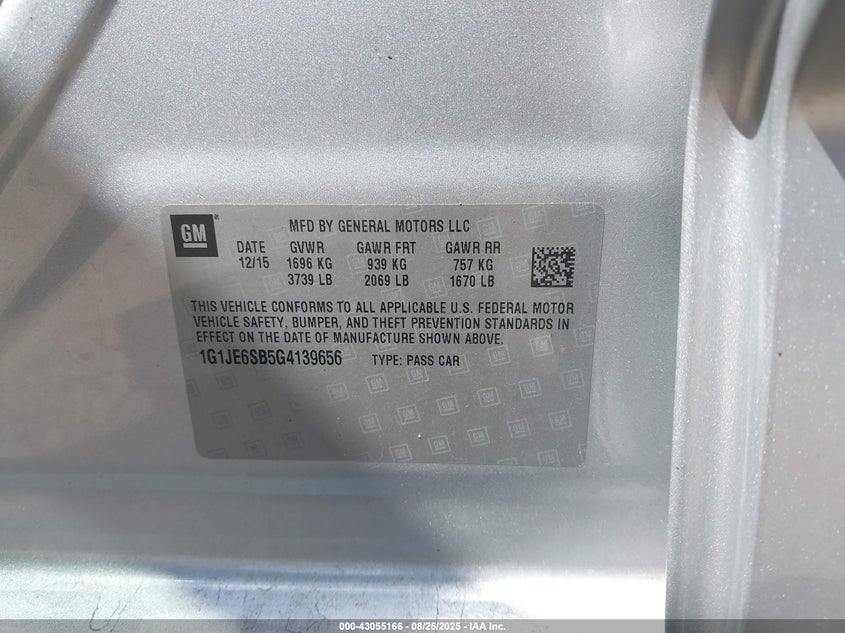 GM
MFD BY GENERAL MOTORS LLC
DATE GVWR GAWR FRT GAWR RR
12/15 1696 KG 939 KG 757 KG
3739 LB 2069 LB 1670 LB
THIS VEHICLE CONFORMS TO ALL APPLICABLE U.S. FEDERAL MOTOR
VEHICLE SAFETY, BUMPER, AND THEFT PREVENTION STANDARDS IN
EFFECT ON THE DATE OF MANUFACTURE SHOWN ABOVE.
1G1JE6SB5G4139656 TYPE: PASS CAR
000-43055166 - 08/25/2025 - IAA Inc.